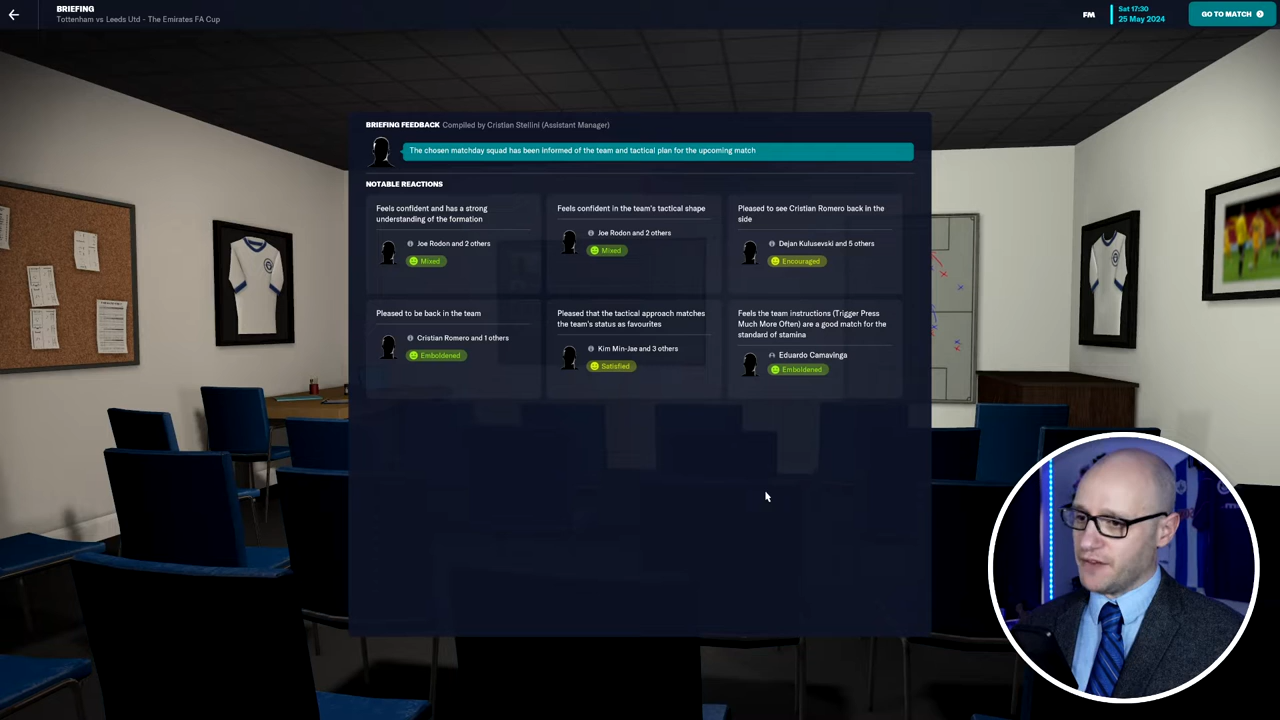 BRIEFING
Tottenham vs Leeds Utd - The Emirates FA Cup
FM
Sat 17:30
25 May 2024
GO TO MATCH
BRIEFING FEEDBACK Compiled by Cristian Stellini (Assistant Manager)
The chosen matchday squad has been informed of the team and tactical plan for the upcoming match
NOTABLE REACTIONS
Feels confident and has a strong
understanding of the formation
Joe Rodon and 2 others
Mixed
Feels confident in the team's tactical shape
Joe Rodon and 2 others
Mixed
Pleased to see Cristian Romero back in the
side
Dejan Kulusevski and 5 others
Encouraged
Pleased to be back in the team
Cristian Romero and 1 others
Emboldened
Pleased that the tactical approach matches
the team's status as favourites
Kim Min-Jae and 3 others
Satisfied
Feels the team instructions (Trigger Press
Much More Often) are a good match for the
standard of stamina
Eduardo Camavinga
Emboldened